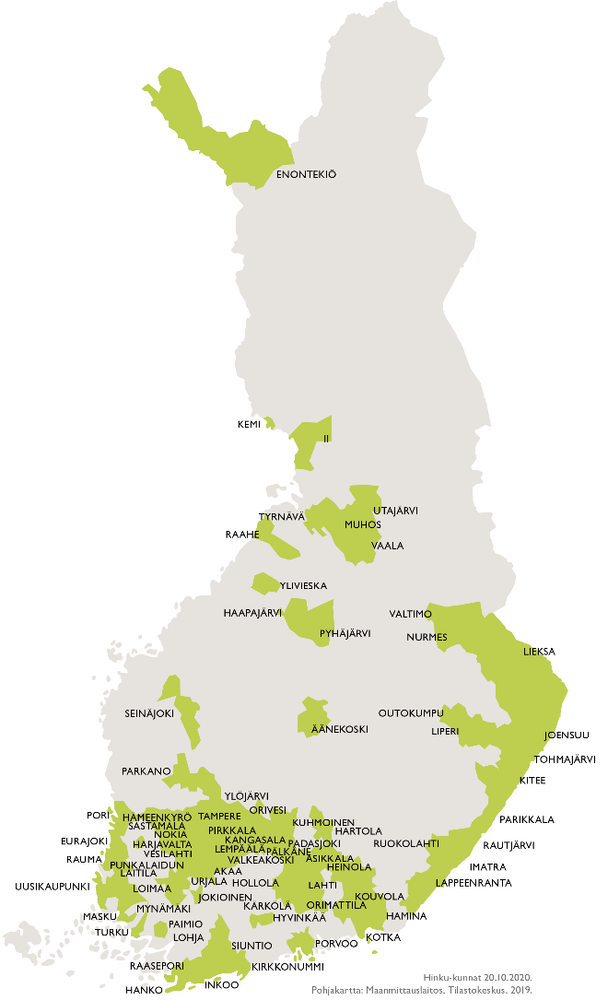 ENONTEKIÖ
KEMI
II
UTAJÄRVI
TYRNÄVÄ
MUHOS
RAAHE
VAALA
YLIVIESKA
HAAPAJÄRVI
VALTIMO
PYHÄJÄRVI
NURMES
LIEKSA
SEINÄJOKI
OUTOKUMPU
ÄÄNEKOSKI
LIPERI
JOENSUU
TOHMAJÄRVI
PARKANO
KITEE
YLÖJÄRVI
ORIVESI
PORI
HÄMEENKYRÖ
TAMPERE
PARIKKALA
KUHMOINEN
SASTAMALA
PIRKKALA
HARTOLA
NOKIA
EURAJOKI
KANGASALA
PADASJOKI
RUOKOLAHTI
HARJAVALTA
RAUTJÄRVI
LEMPÄÄLÄ
PÄLKÄNE
VESILAHTI
RAUMA
VALKEAKOSKI
ASIKKALA
PUNKALAIDUN
HEINOLA
IMATRA
LAITILA
AKAA
URJALA
HOLLOLA
LAHTI
LAPPEENRANTA
UUSIKAUPUNKI
LOIMAA
JOKIOINEN
KOUVOLA
KÄRKÖLÄ
ORIMATTILA
MYNÄMÄKI
MASKU
HYVINKÄÄ
HAMINA
PAIMIO
TURKU
LOHJA
KOTKA
SIUNTIO
PORVOO
RAASEPORI
KIRKKONUMMI
INKOO
HANKO
Hinku-kunnat 20.10.2020.
Pohjakartta: Maanmittauslaitos, Tilastokeskus, 2019.